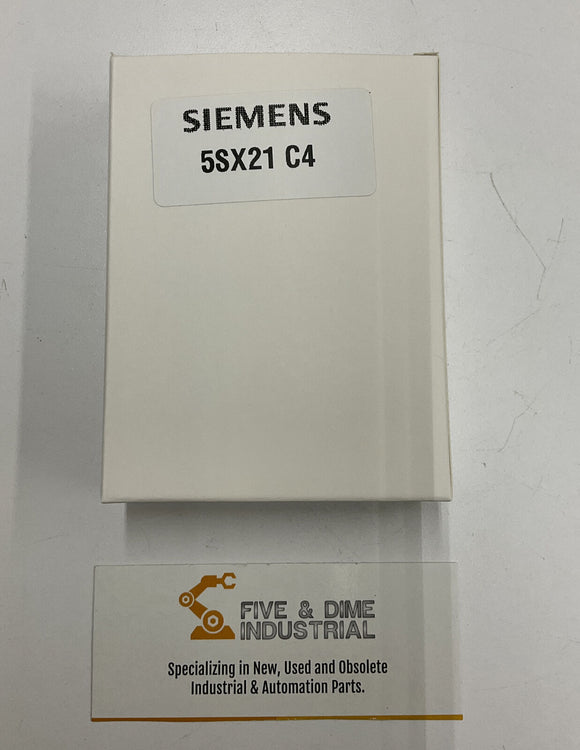 SIEMENS
5SX21 C4
FIVE & DIME
INDUSTRIAL
Specializing in New, Used and Obsolete
Industrial & Automation Parts.